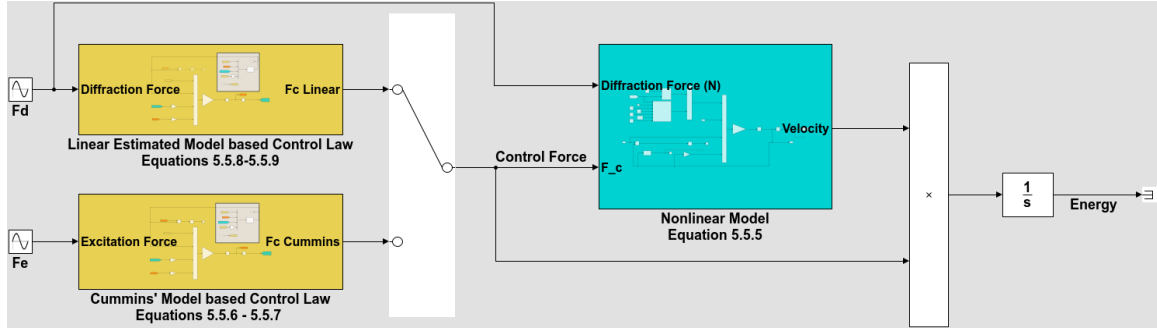 Diffraction Force
Fc Linear
Fd
Linear Estimated Model based Control Law
Equations 5.5.8-5.5.9
Excitation Force
Fc Cummins
Fe
Cummins' Model based Control Law
Equations 5.5.6 - 5.5.7
Control Force
Diffraction Force (N)
Velocity
F_c
Nonlinear Model
Equation 5.5.5
×
1
s
Energy